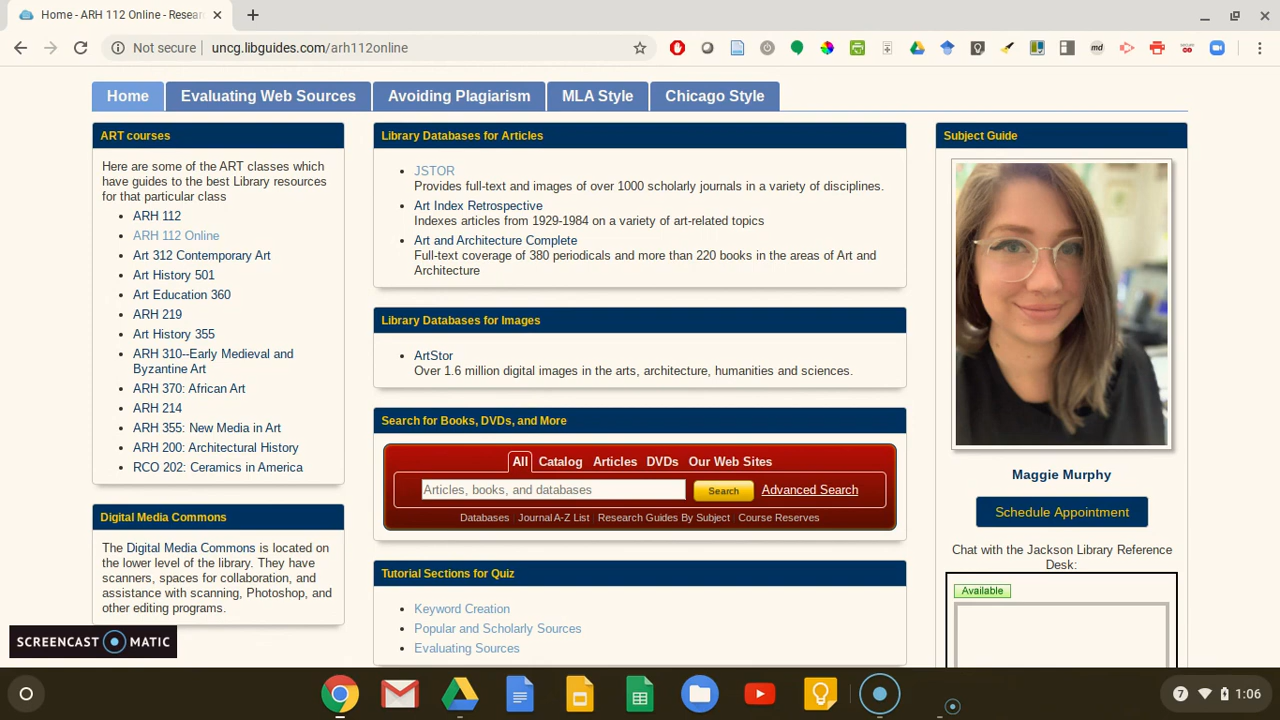 Home - ARH 112 Online - Resear
Not secure
uncg.libguides.com/arh112online
md
Home
Evaluating Web Sources
Avoiding Plagiarism
MLA Style
Chicago Style
ART courses
Here are some of the ART classes which
have guides to the best Library resources
for that particular class
ARH 112
ARH 112 Online
Art 312 Contemporary Art
Art History 501
Art Education 360
ARH 219
Art History 355
ARH 310--Early Medieval and
Byzantine Art
ARH 370: African Art
ARH 214
ARH 355: New Media in Art
ARH 200: Architectural History
RCO 202: Ceramics in America
Digital Media Commons
The Digital Media Commons is located on
the lower level of the library. They have
scanners, spaces for collaboration, and
assistance with scanning, Photoshop, and
other editing programs.
Library Databases for Articles
JSTOR
Provides full-text and images of over 1000 scholarly journals in a variety of disciplines.
Art Index Retrospective
Indexes articles from 1929-1984 on a variety of art-related topics
Art and Architecture Complete
Full-text coverage of 380 periodicals and more than 220 books in the areas of Art and
Architecture
Library Databases for Images
ArtStor
Over 1.6 million digital images in the arts, architecture, humanities and sciences.
Search for Books, DVDs, and More
All Catalog Articles DVDs Our Web Sites
Articles, books, and databases Search Advanced Search
Databases Journal A-Z List Research Guides By Subject Course Reserves
Tutorial Sections for Quiz
Keyword Creation
Popular and Scholarly Sources
Evaluating Sources
Subject Guide
Maggie Murphy
Schedule Appointment
Chat with the Jackson Library Reference
Desk:
Available
SCREENCAST MATIC
7 1:06